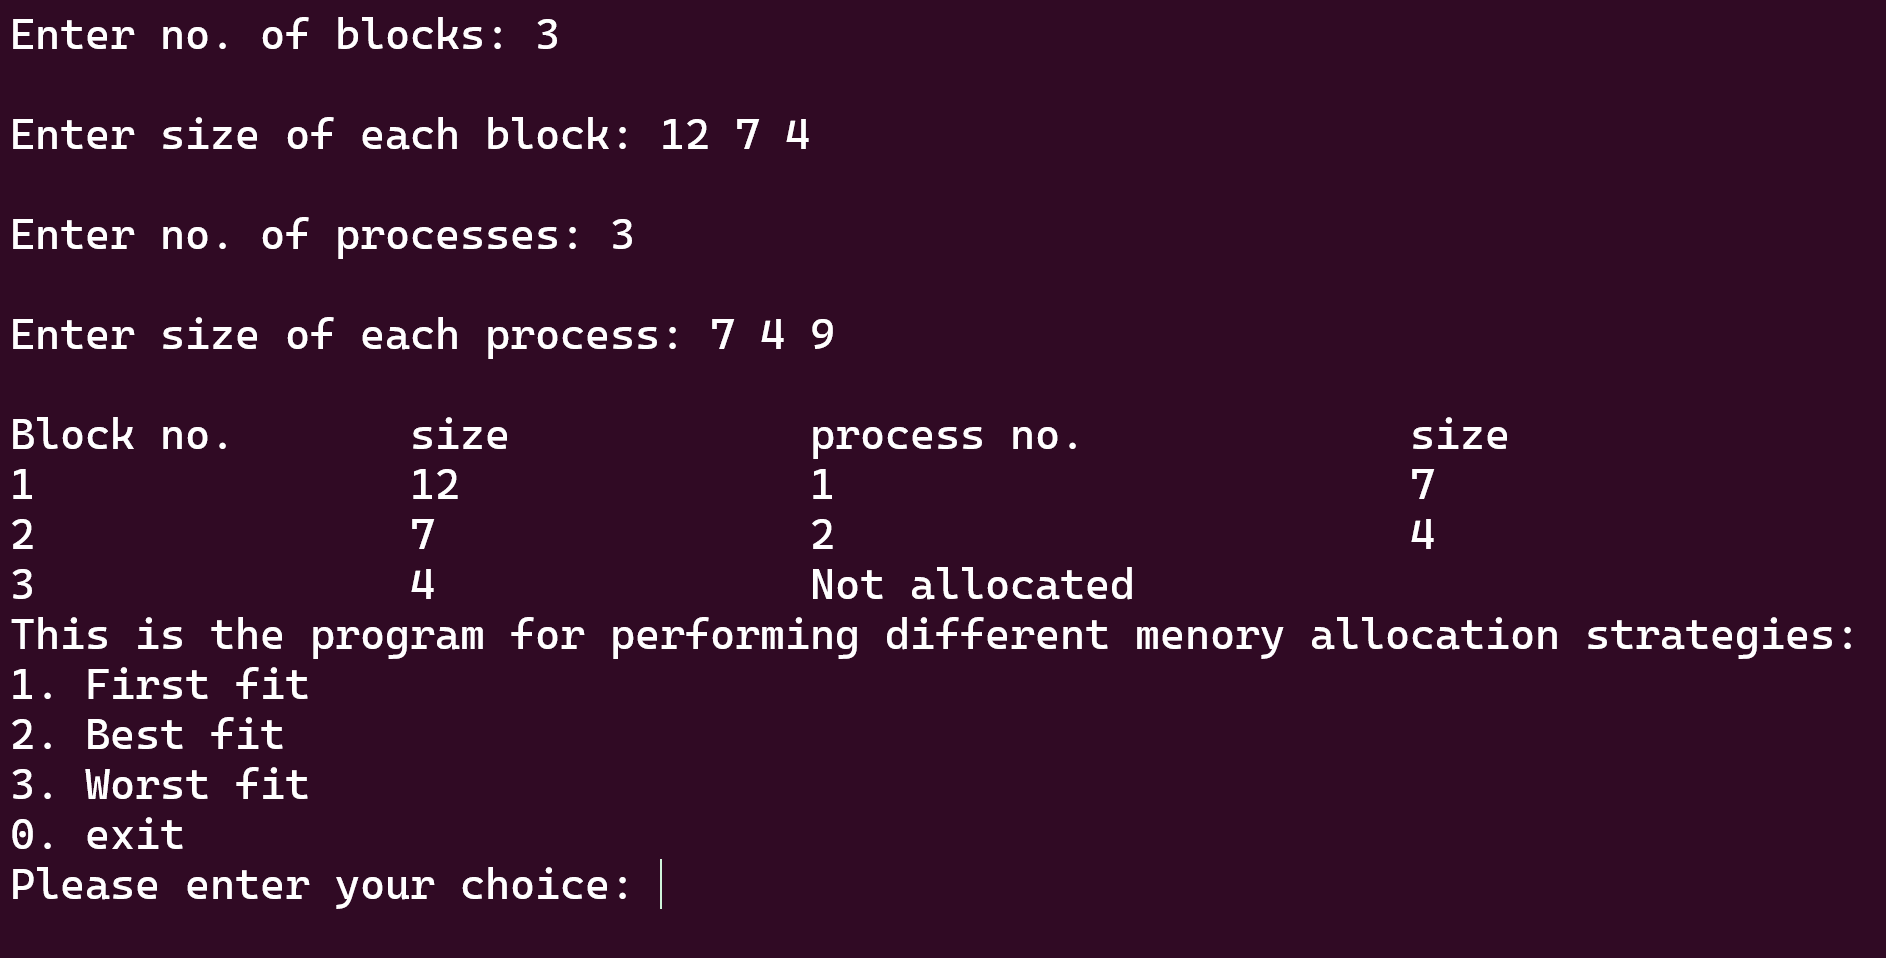 Enter no. of blocks: 3
Enter size of each block: 12 7 4
Enter no. of processes: 3
Enter size of each process: 7 4 9
Block no. size process no. size
1 12 1 7
2 7 2 4
3 4 Not allocated
This is the program for performing different menory allocation strategies:
1. First fit
2. Best fit
3. Worst fit
0. exit
Please enter your choice: